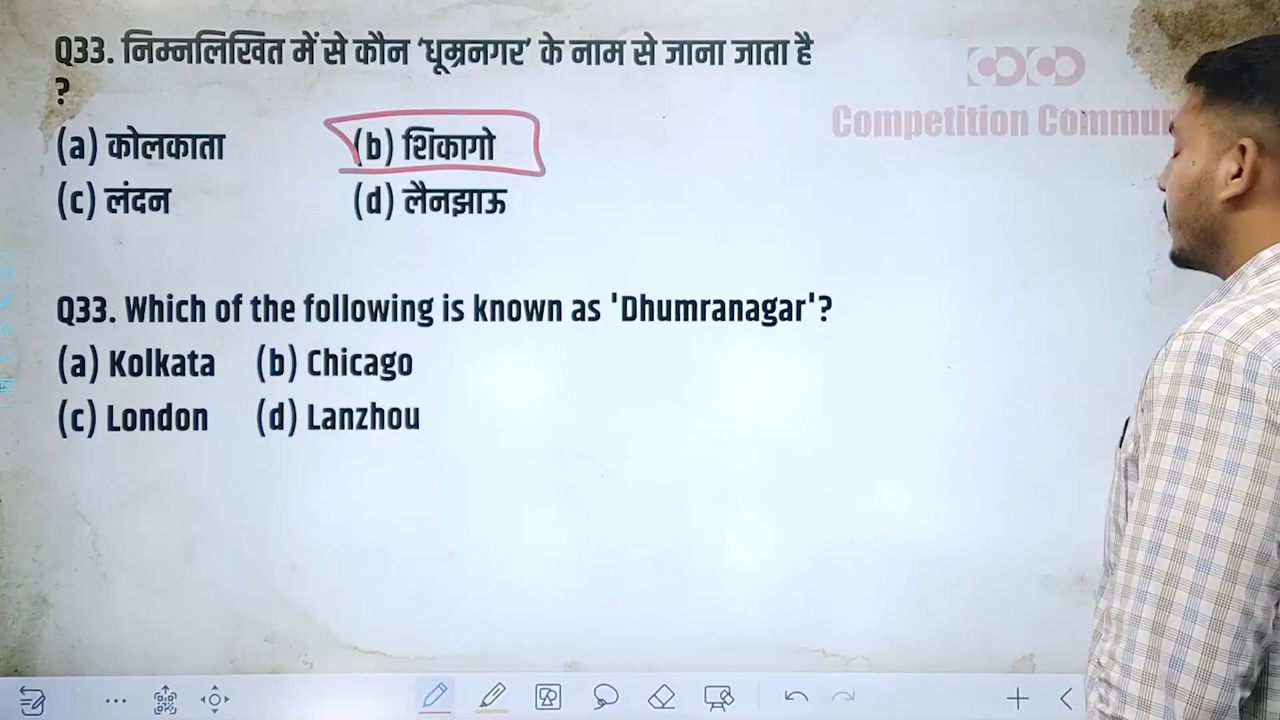 Q33. निम्नलिखित में से कौन ‘धूम्रनगर’ के नाम से जाना जाता है
?
(a) कोलकाता (b) शिकागो
(c) लंदन (d) लैनझाऊ
Competition Commun
Q33. Which of the following is known as 'Dhumranagar'?
(a) Kolkata (b) Chicago
(c) London (d) Lanzhou